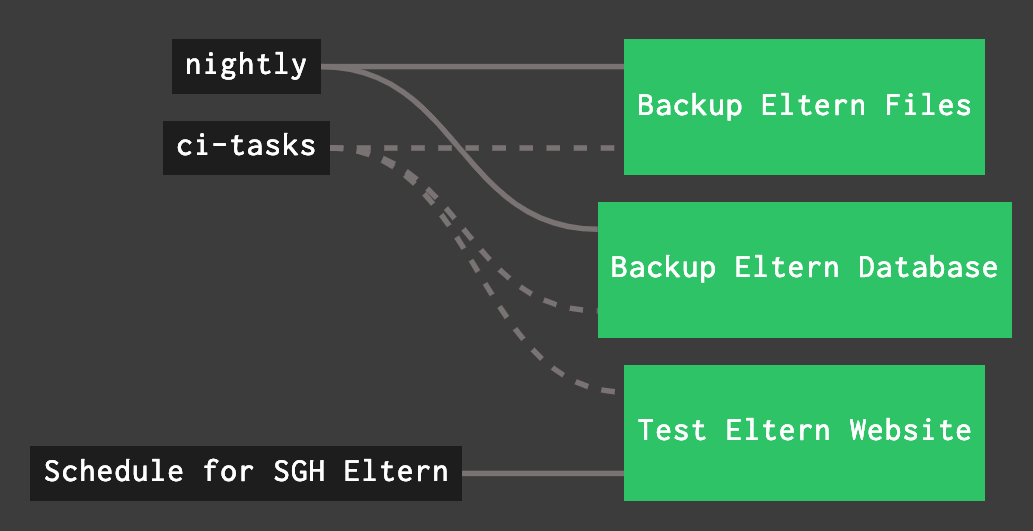 nightly
Backup Eltern Files
ci-tasks
Backup Eltern Database
Test Eltern Website
Schedule for SGH Eltern